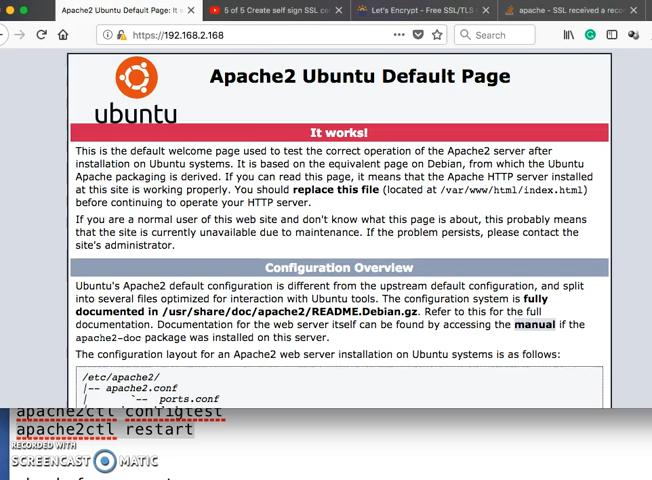 Apache2 Ubuntu Default Page: It w
5 of 5 Create self sign SSL ce
Let's Encrypt - Free SSL/TLS
apache - SSL received a reco
https://192.168.2.168
Search
Apache2 Ubuntu Default Page
ubuntu
It works!
This is the default welcome page used to test the correct operation of the Apache2 server after
installation on Ubuntu systems. It is based on the equivalent page on Debian, from which the Ubuntu
Apache packaging is derived. If you can read this page, it means that the Apache HTTP server installed
at this site is working properly. You should replace this file (located at /var/www/html/index.html)
before continuing to operate your HTTP server.
If you are a normal user of this web site and don't know what this page is about, this probably means
that the site is currently unavailable due to maintenance. If the problem persists, please contact the
site's administrator.
Configuration Overview
Ubuntu's Apache2 default configuration is different from the upstream default configuration, and split
into several files optimized for interaction with Ubuntu tools. The configuration system is fully
documented in /usr/share/doc/apache2/README.Debian.gz. Refer to this for the full
documentation. Documentation for the web server itself can be found by accessing the manual if the
apache2-doc package was installed on this server.
The configuration layout for an Apache2 web server installation on Ubuntu systems is as follows:
/etc/apache2/
|-- apache2.conf
| `-- ports.conf
apache2ctl configtest
apache2ctl restart
RECORDED WITH
SCREENCAST MATIC